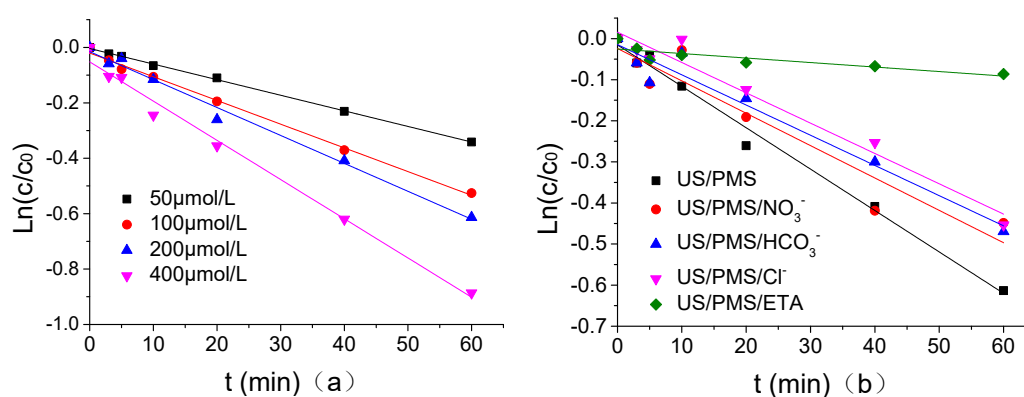 Ln(c/c0)
0.0
-0.2
-0.4
-0.6
-0.8
-1.0
50μmol/L
100μmol/L
200μmol/L
400μmol/L
0 10 20 30 40 50 60
t (min)（a）
Ln(c/c0)
0.0
-0.1
-0.2
-0.3
-0.4
-0.5
-0.6
-0.7
US/PMS
US/PMS/NO3-
US/PMS/HCO3-
US/PMS/Cl-
US/PMS/ETA
0 10 20 30 40 50 60
t (min)（b）